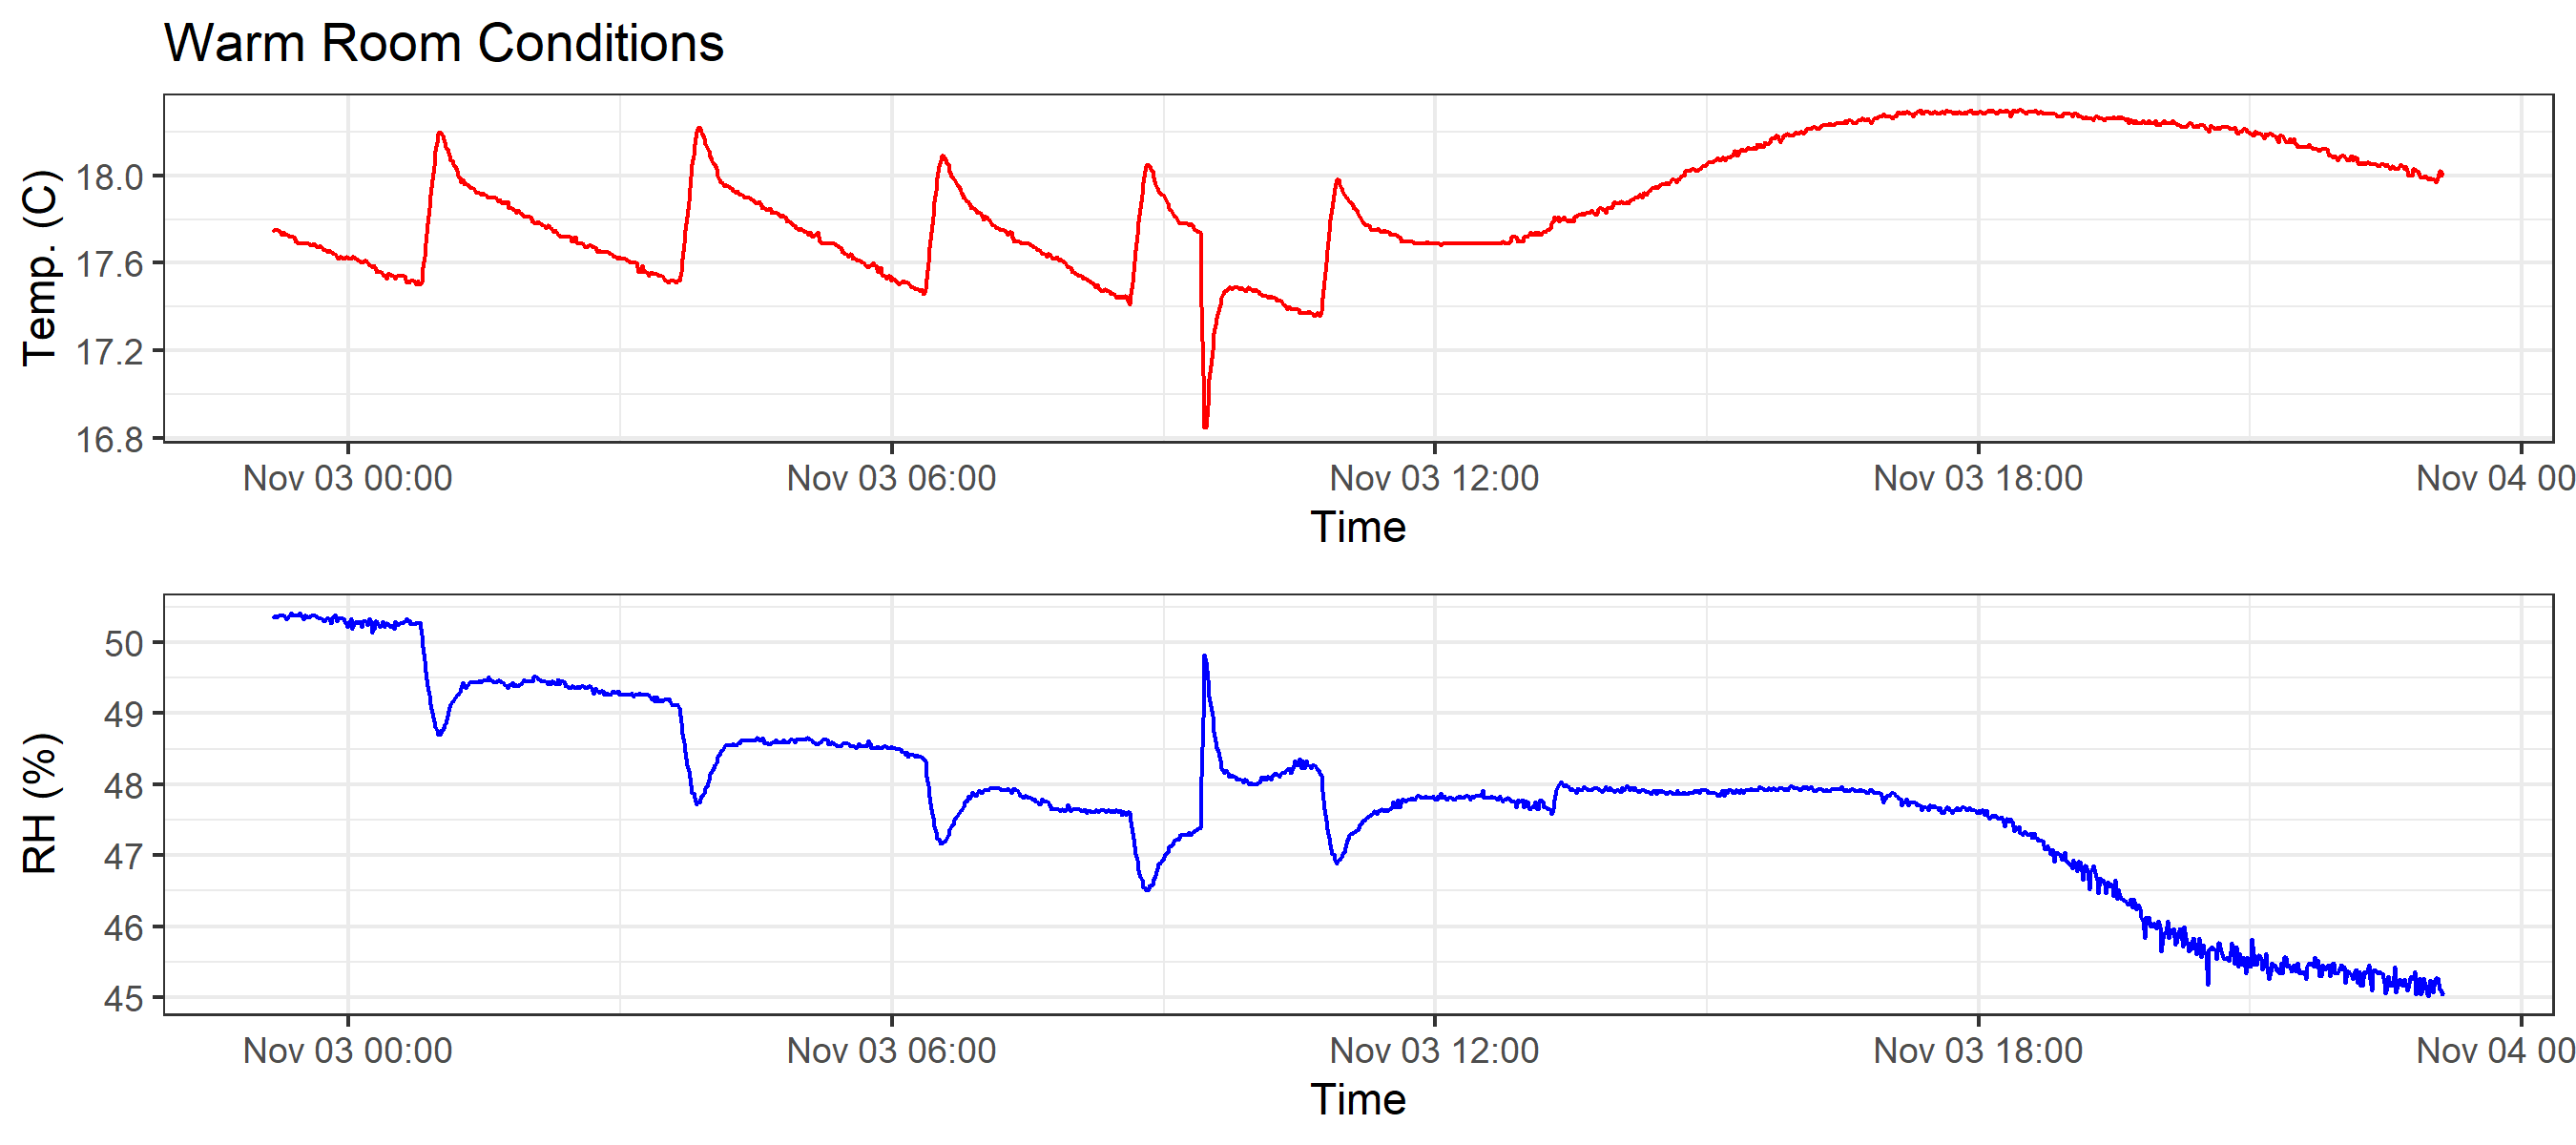 Warm Room Conditions
Temp. (C)
18.0
17.6
17.2
16.8
Nov 03 00:00 Nov 03 06:00 Nov 03 12:00 Nov 03 18:00 Nov 04 00
Time
RH (%)
50
49
48
47
46
45
Nov 03 00:00 Nov 03 06:00 Nov 03 12:00 Nov 03 18:00 Nov 04 00
Time